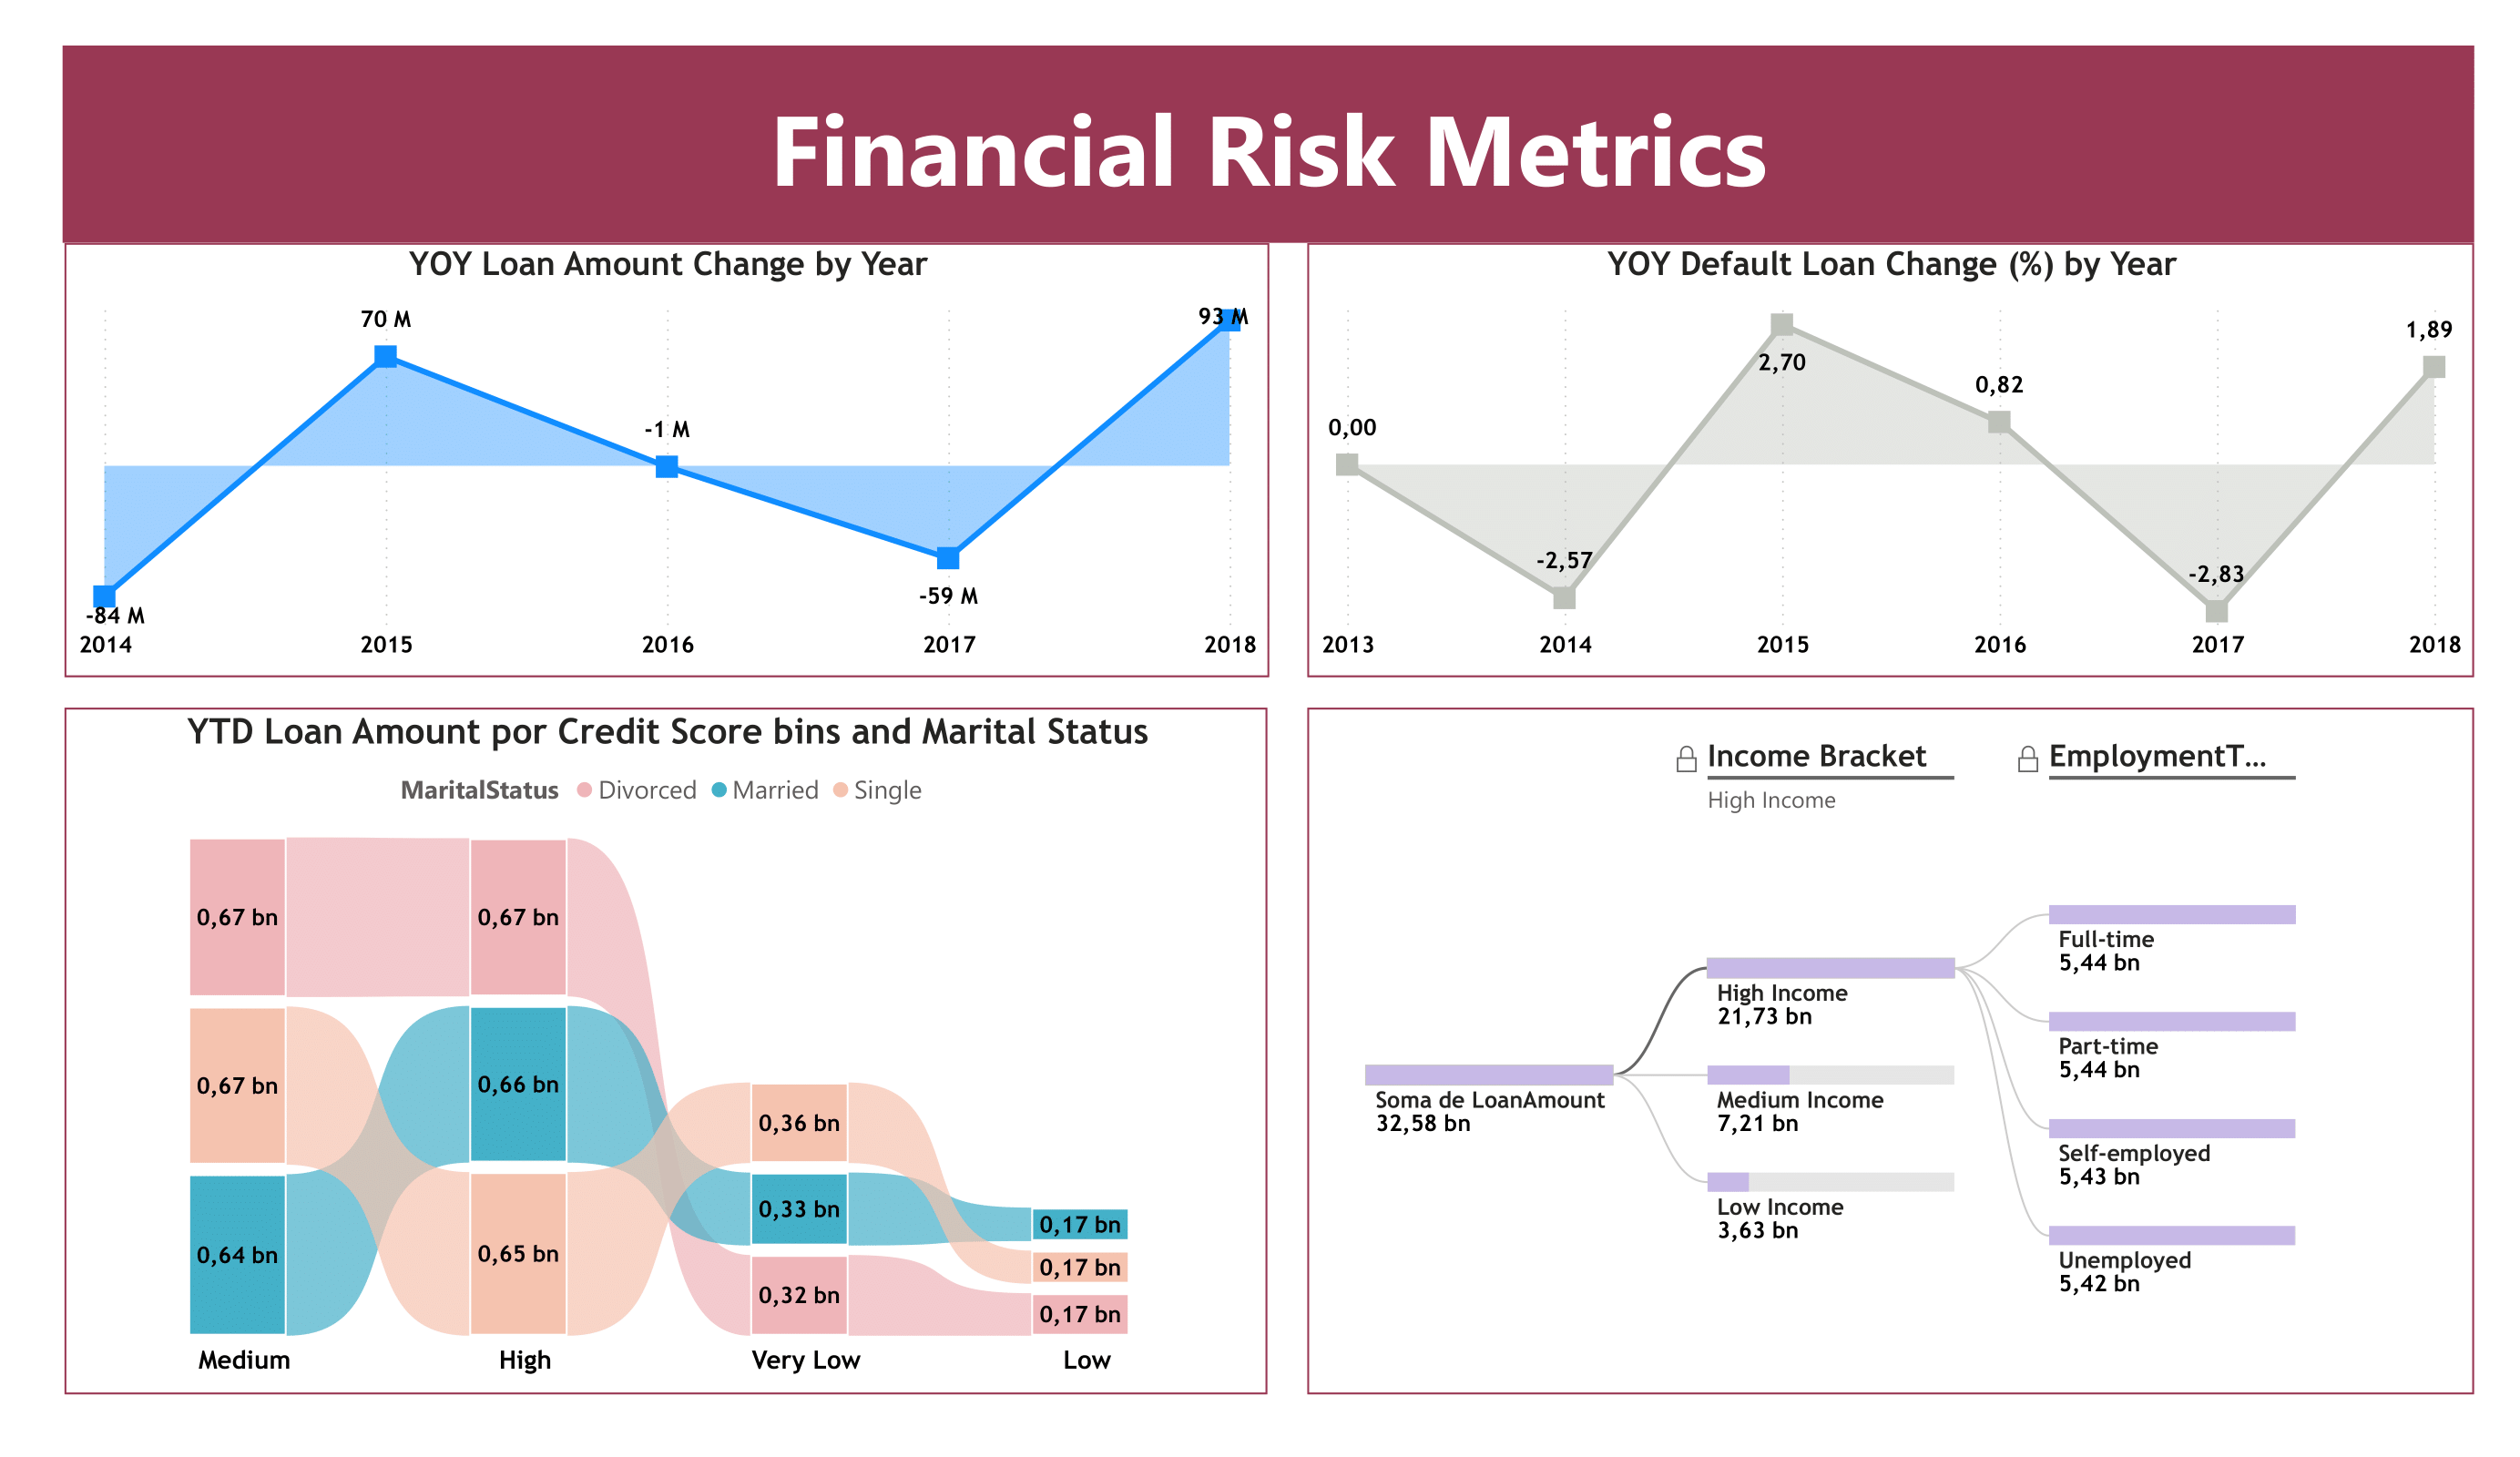 Financial Risk Metrics
YOY Loan Amount Change by Year
70 M
93 M
-1 M
-59 M
-84 M
2014 2015 2016 2017 2018
YOY Default Loan Change (%) by Year
1,89
2,70
0,82
0,00
-2,57
-2,83
2013 2014 2015 2016 2017 2018
YTD Loan Amount por Credit Score bins and Marital Status
MaritalStatus Divorced Married Single
0,67 bn
0,67 bn
0,64 bn
0,67 bn
0,66 bn
0,65 bn
0,36 bn
0,33 bn
0,32 bn
0,17 bn
0,17 bn
0,17 bn
Medium High Very Low Low
Income Bracket
High Income
EmploymentT...
Soma de LoanAmount
32,58 bn
High Income
21,73 bn
Medium Income
7,21 bn
Low Income
3,63 bn
Full-time
5,44 bn
Part-time
5,44 bn
Self-employed
5,43 bn
Unemployed
5,42 bn